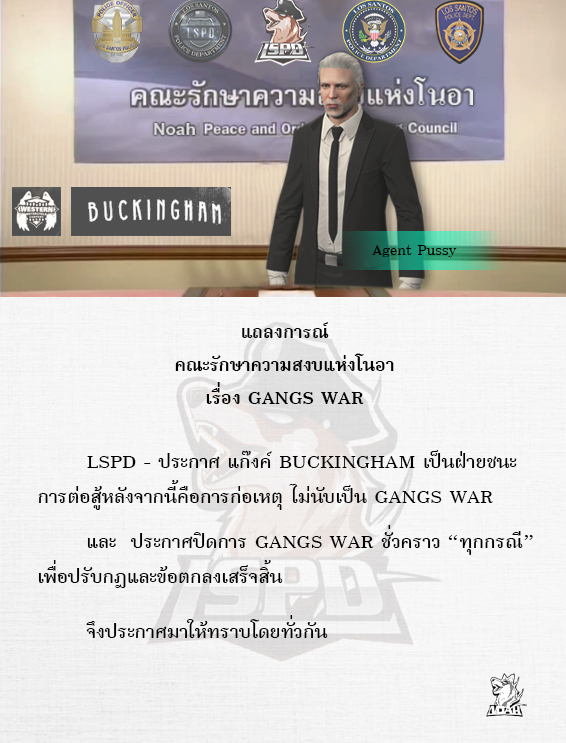 LOS SANTOS
POLICE DEPARTMENT
LSPD
LSPD
LOS SANTOS
POLICE DEPARTMENT
LOS SANTOS
POLICE DEPT.
คณะรักษาความส แห่งโนอา
Noah Peace and Council
WESTERN
BUCKINGHAM
Agent Pussy
แถลงการณ์
คณะรักษาความสงบแห่งโนอา
เรื่อง GANGS WAR
LSPD - ประกาศ แก๊งค์ BUCKINGHAM เป็นฝ่ายชนะ
การต่อสู้หลังจากนี้คือการก่อเหตุ ไม่นับเป็น GANGS WAR
และ ประกาศปิดการ GANGS WAR ชั่วคราว “ทุกกรณี”
เพื่อปรับกฎและข้อตกลงเสร็จสิ้น
จึงประกาศมาให้ทราบโดยทั่วกัน
LSPD
NOAH